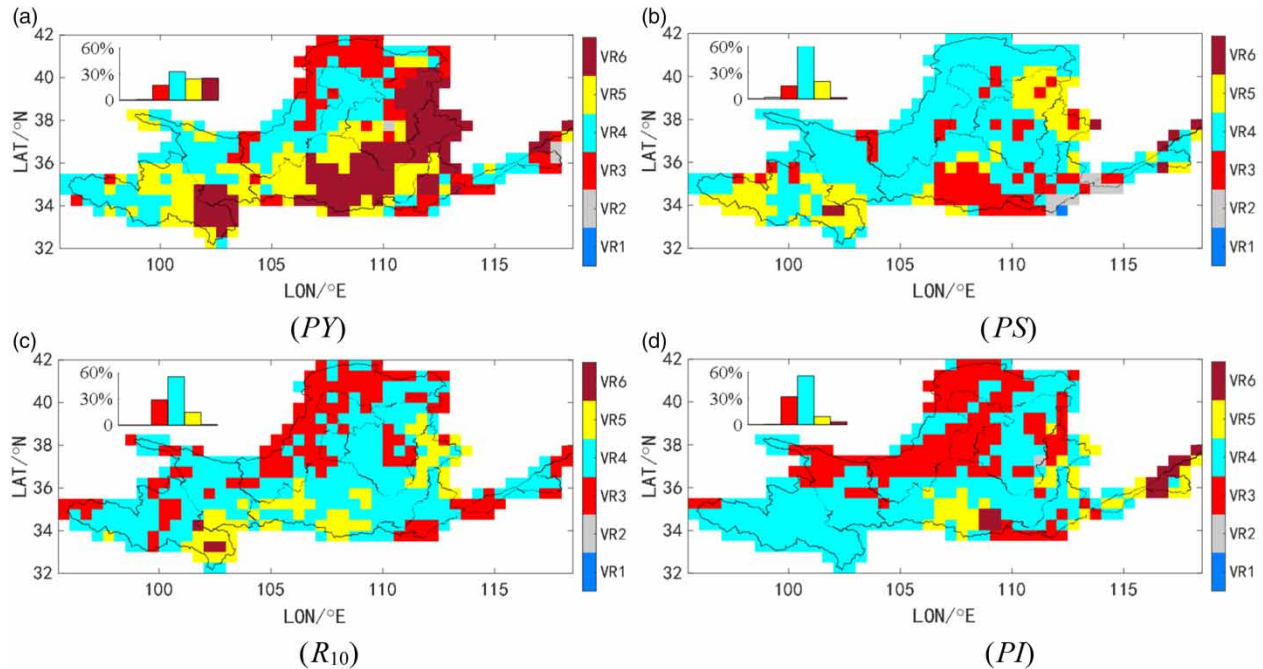 (a)
60%
30%
0
42
40
38
36
34
32
LAT/°N
100
105
110
115
LON/°E
VR6
VR5
VR4
VR3
VR2
VR1
(PY)
(b)
60%
30%
0
42
40
38
36
34
32
LAT/°N
100
105
110
115
LON/°E
VR6
VR5
VR4
VR3
VR2
VR1
(PS)
(c)
60%
30%
0
42
40
38
36
34
32
LAT/°N
100
105
110
115
LON/°E
VR6
VR5
VR4
VR3
VR2
VR1
(R₁₀)
(d)
60%
30%
0
42
40
38
36
34
32
LAT/°N
100
105
110
115
LON/°E
VR6
VR5
VR4
VR3
VR2
VR1
(PI)